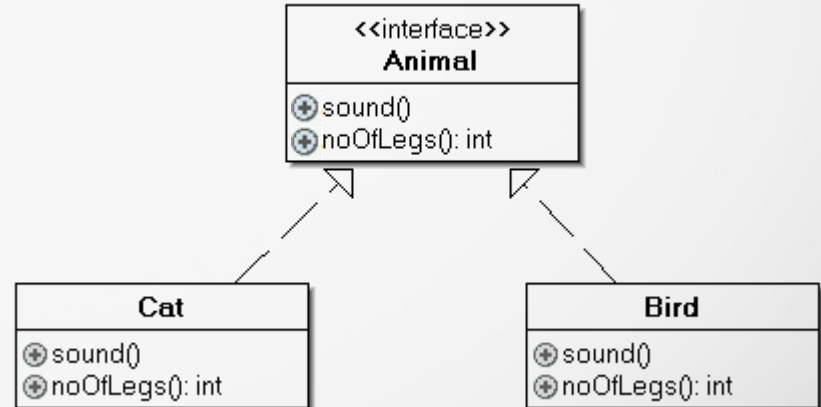 <<interface>>
Animal
sound()
noOfLegs(): int
Cat
sound()
noOfLegs(): int
Bird
sound()
noOfLegs(): int